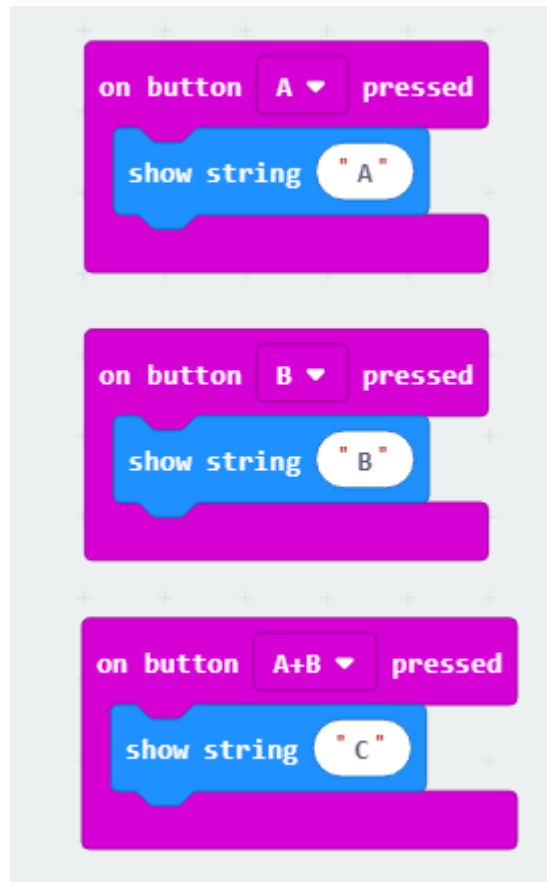 on button A pressed
show string "A"
on button B pressed
show string "B"
on button A+B pressed
show string "C"